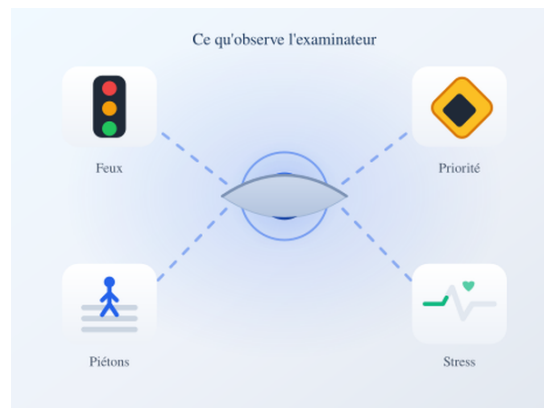 Ce qu'observe l'examinateur
Feux
Priorité
Piétons
Stress